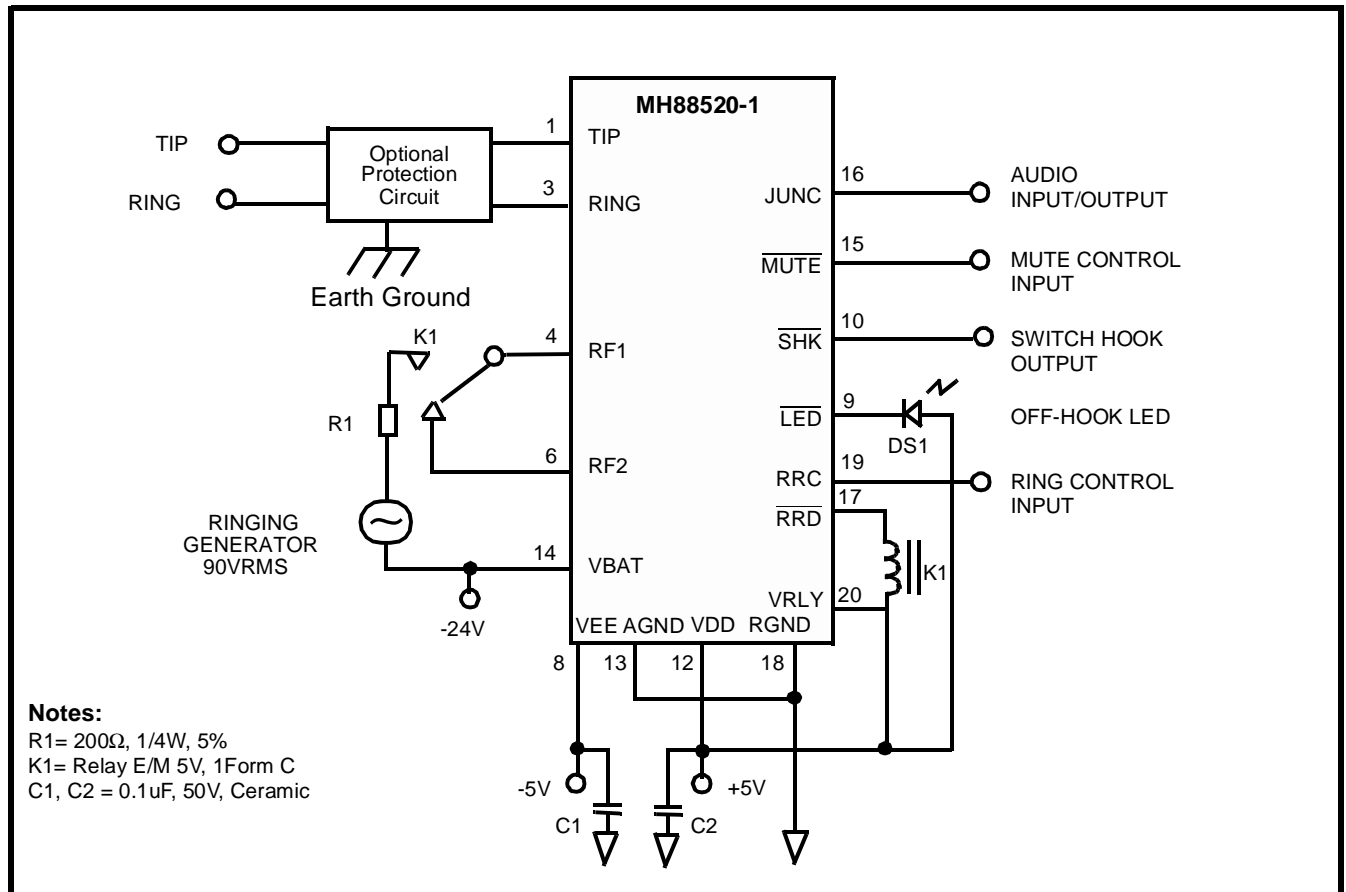 MH88520-1
TIP
RING
Optional
Protection
Circuit
Earth Ground
1
TIP
3
RING
K1
4
RF1
R1
6
RF2
RINGING
GENERATOR
90VRMS
14
VBAT
-24V
JUNC
16
AUDIO
INPUT/OUTPUT
MUTE
15
MUTE CONTROL
INPUT
SHK
10
SWITCH HOOK
OUTPUT
LED
9
DS1
OFF-HOOK LED
RRC
19
RING CONTROL
INPUT
RRD
17
K1
VRLY
20
VEE AGND VDD RGND
8 13 12 18
-5V
C1
+5V
C2
Notes:
R1= 200Ω, 1/4W, 5%
K1= Relay E/M 5V, 1Form C
C1, C2 = 0.1uF, 50V, Ceramic